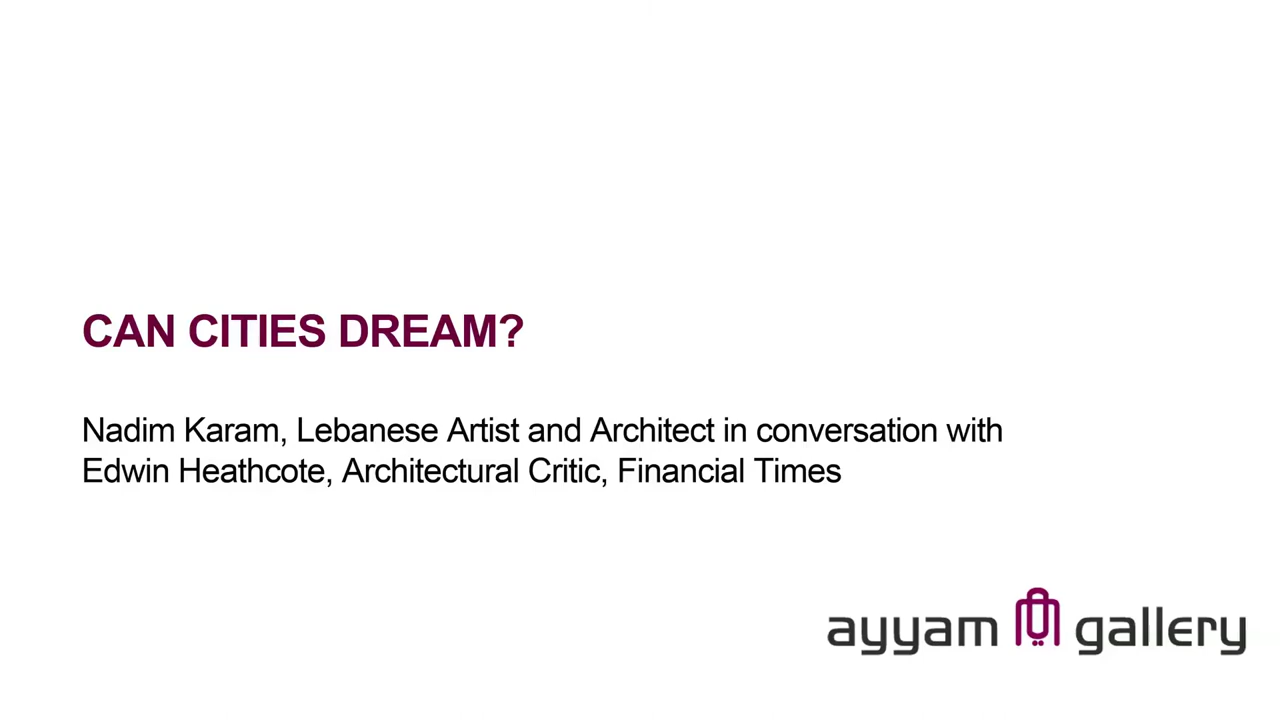 CAN CITIES DREAM?
Nadim Karam, Lebanese Artist and Architect in conversation with
Edwin Heathcote, Architectural Critic, Financial Times
ayyam gallery